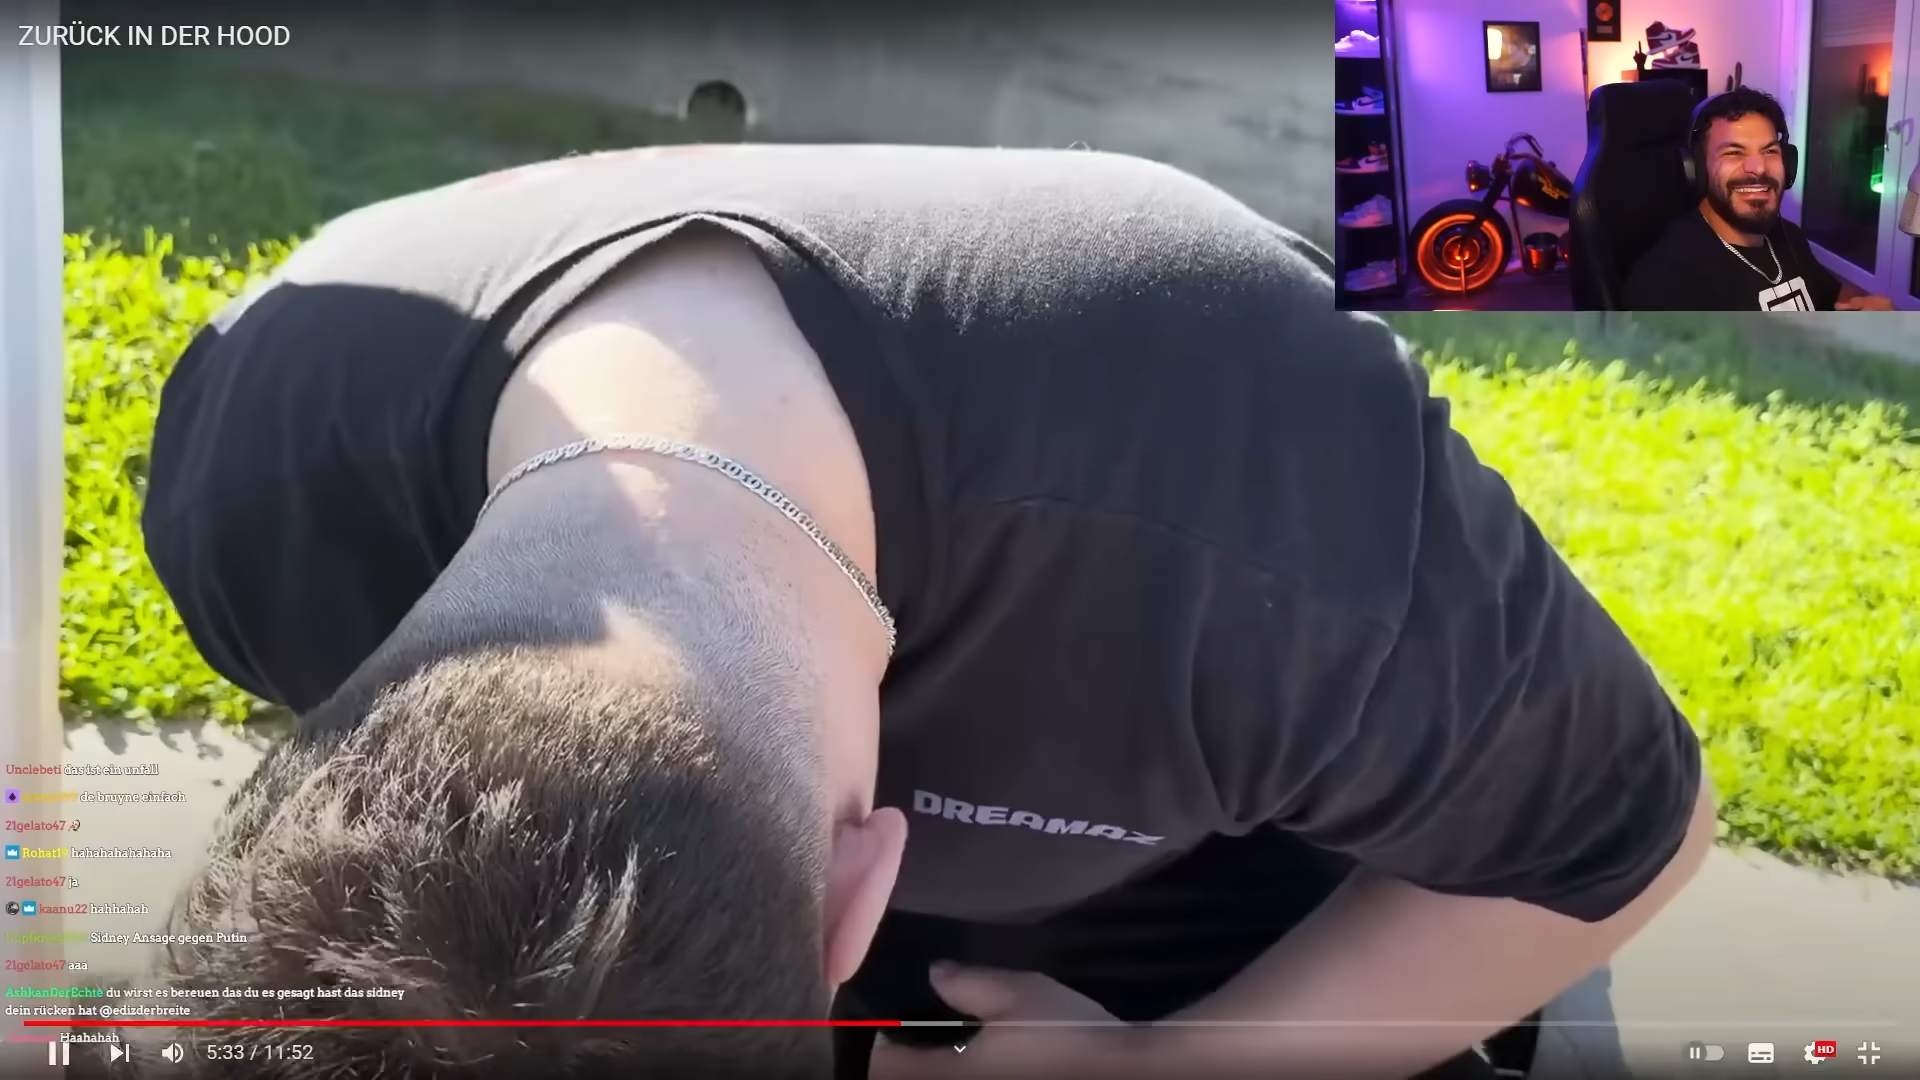 ZURÜCK IN DER HOOD
DREAMAZ
Unclebeti das ist ein unfall
de bruyne einfach
21gelato47
Rohat19 hahahahahahaha
21gelato47 ja
kaanu22 hahhahah
Sidney Ansage gegen Putin
21gelato47 aaa
AshkanDerEchte du wirst es bereuen das du es gesagt hast das sidney
dein rücken hat @edizderbreite
Haahahah
5:33 / 11:52
HD